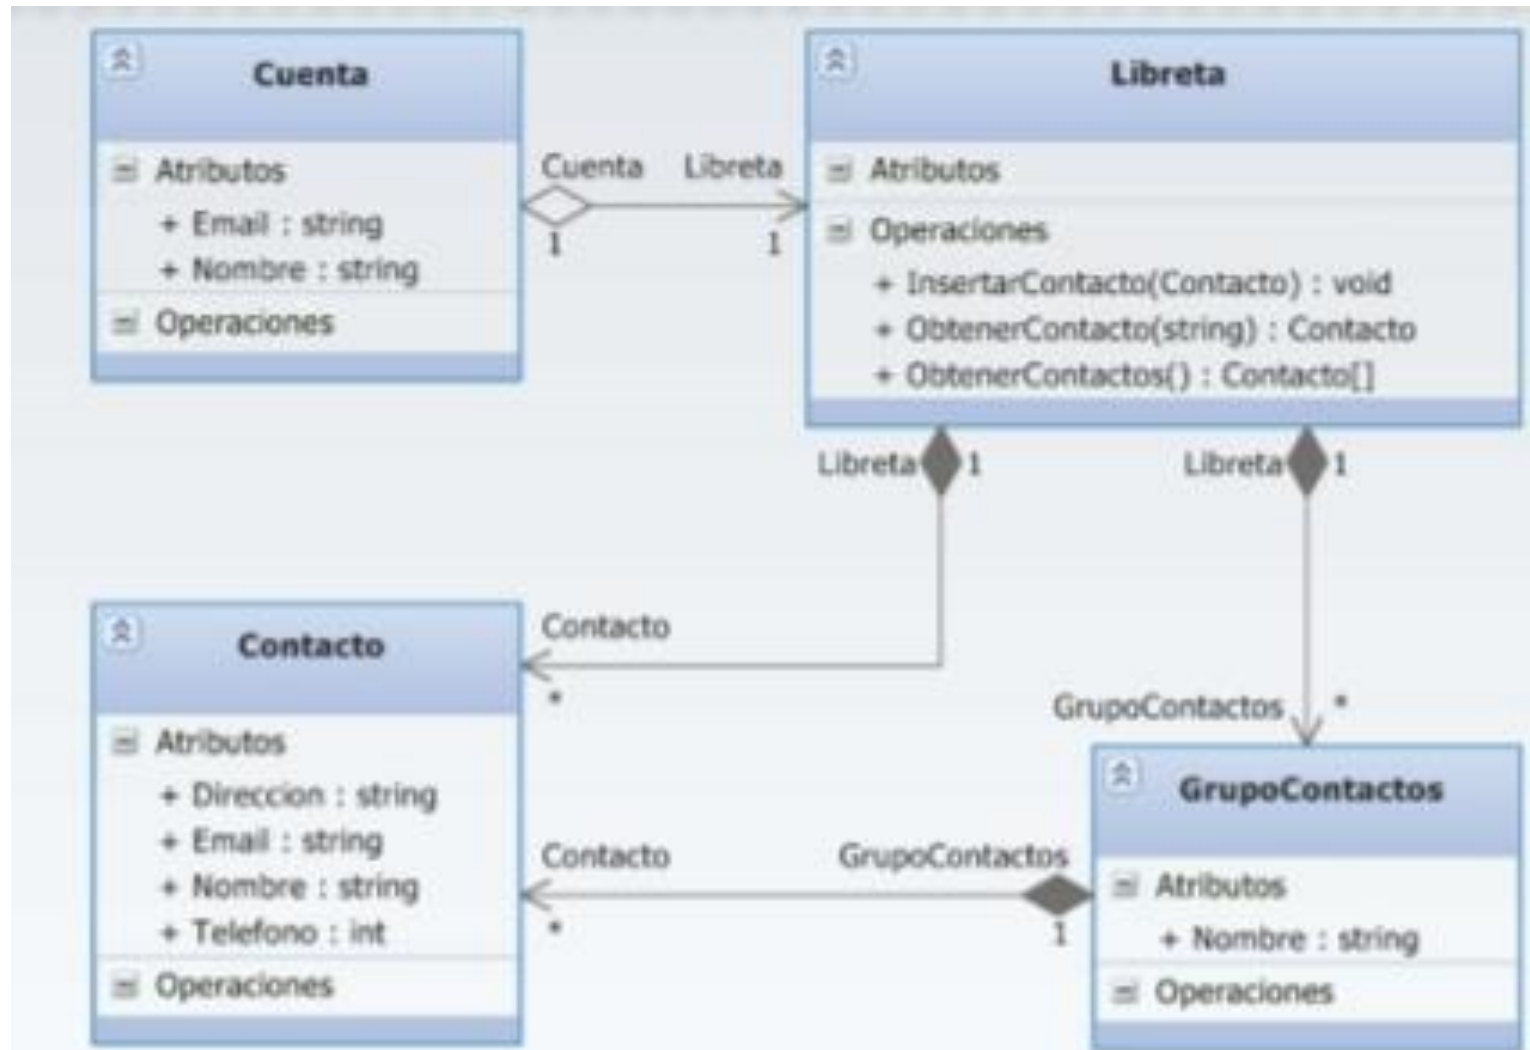 Cuenta
Atributos
+ Email : string
+ Nombre : string
Operaciones
Cuenta Libreta
1 1
Libreta
Atributos
Operaciones
+ InsertarContacto(Contacto) : void
+ ObtenerContacto(string) : Contacto
+ ObtenerContactos() : Contacto[]
Libreta 1
Libreta 1
Contacto
*
GrupoContactos *
Contacto
Atributos
+ Direccion : string
+ Email : string
+ Nombre : string
+ Telefono : int
Operaciones
Contacto GrupoContactos
* 1
GrupoContactos
Atributos
+ Nombre : string
Operaciones